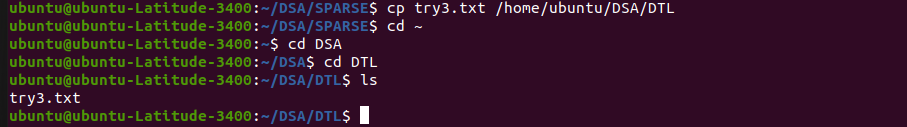 ubuntu@ubuntu-Latitude-3400:~/DSA/SPARSE$ cp try3.txt /home/ubuntu/DSA/DTL
ubuntu@ubuntu-Latitude-3400:~/DSA/SPARSE$ cd ~
ubuntu@ubuntu-Latitude-3400:~$ cd DSA
ubuntu@ubuntu-Latitude-3400:~/DSA$ cd DTL
ubuntu@ubuntu-Latitude-3400:~/DSA/DTL$ ls
try3.txt
ubuntu@ubuntu-Latitude-3400:~/DSA/DTL$